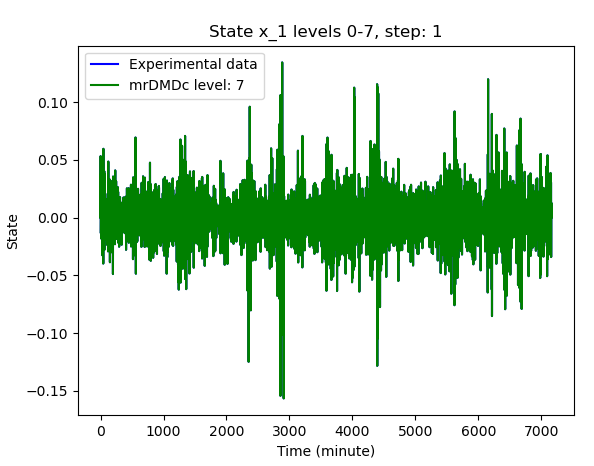 State x_1 levels 0-7, step: 1
Experimental data
mrDMDc level: 7
0.10
0.05
0.00
−0.05
−0.10
−0.15
State
0 1000 2000 3000 4000 5000 6000 7000
Time (minute)